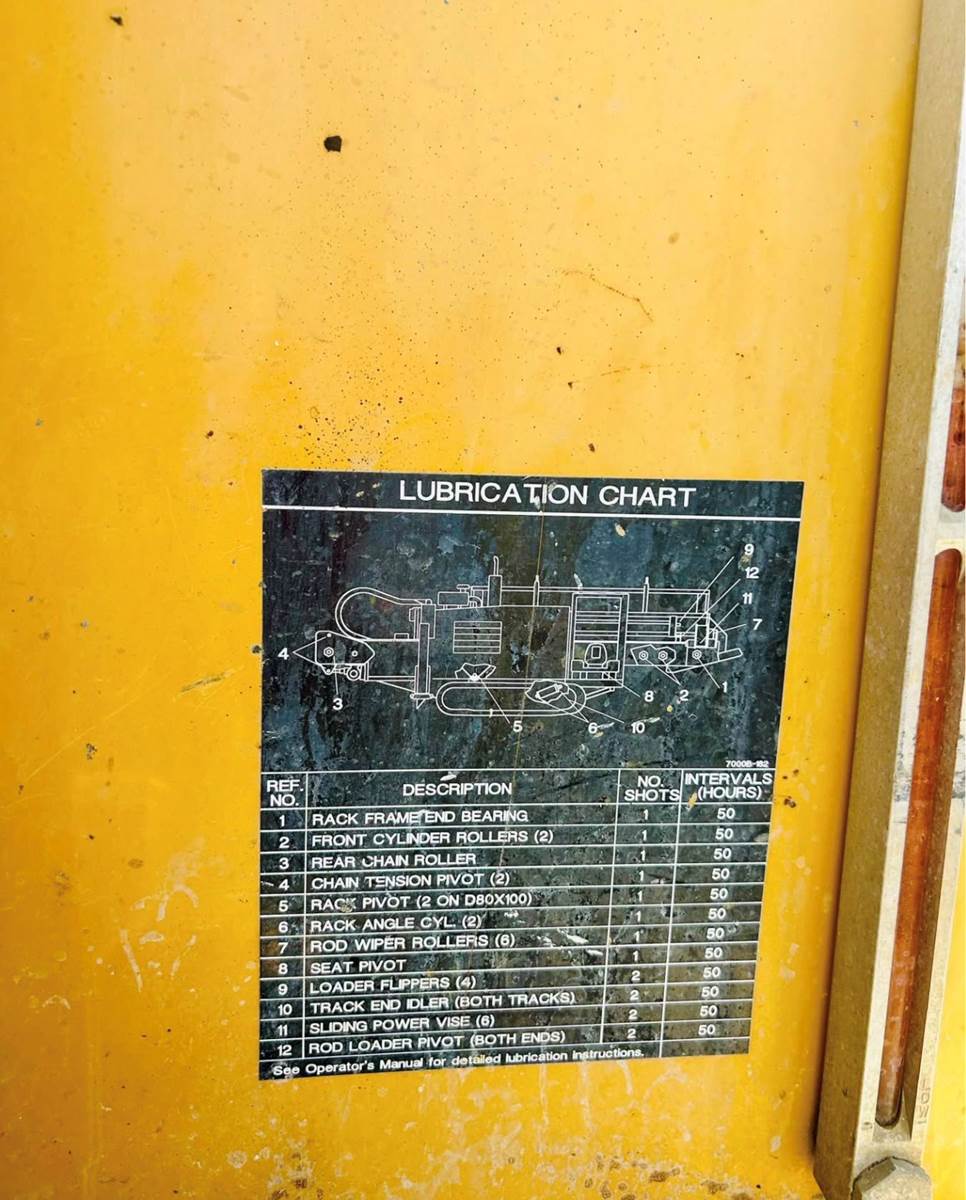 LUBRICATION CHART
9
12
11
7
4
3
8
2
1
5
6
10
REF. NO. DESCRIPTION NO. SHOTS INTERVALS (HOURS)
1 RACK FRAME END BEARING 1 50
2 FRONT CYLINDER ROLLERS (2) 1 50
3 REAR CHAIN ROLLER 1 50
4 CHAIN TENSION PIVOT (2) 1 50
5 RACK PIVOT (2 ON D80X100) 1 50
6 RACK ANGLE CYL. (2) 1 50
7 ROD WIPER ROLLERS (6) 1 50
8 SEAT PIVOT 1 50
9 LOADER FLIPPERS (4) 2 50
10 TRACK END IDLER (BOTH TRACKS) 2 50
11 SLIDING POWER VISE (6) 2 50
12 ROD LOADER PIVOT (BOTH ENDS) 2 50
See Operator's Manual for detailed lubrication instructions.